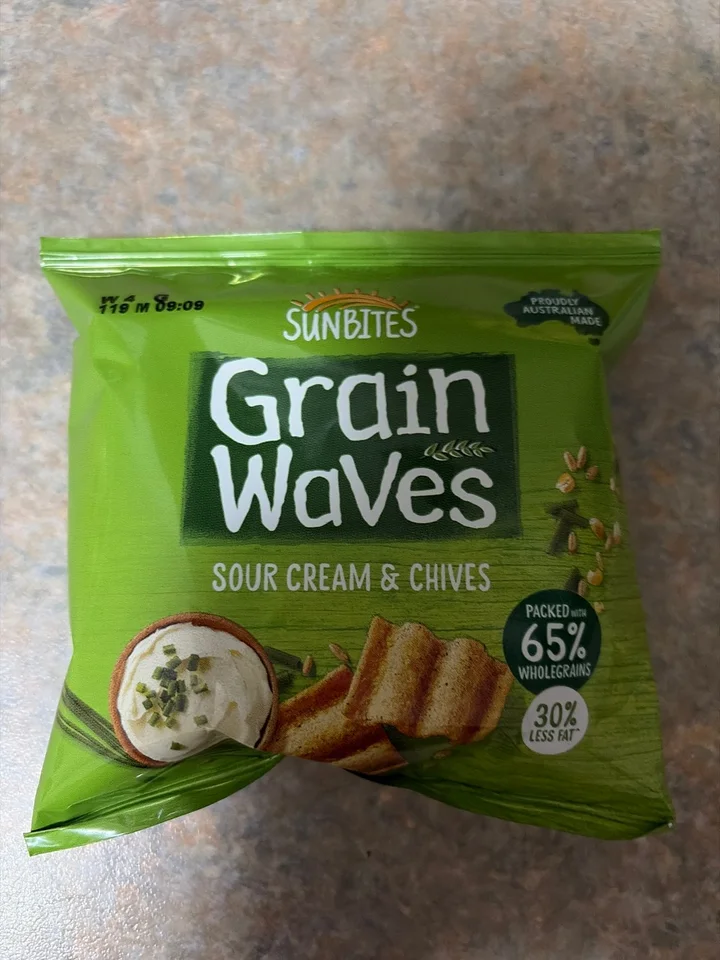 119 M 09:09
SUNBITES
PROUDLY
AUSTRALIAN
MADE
Grain
Waves
SOUR CREAM & CHIVES
PACKED WITH
65%
WHOLEGRAINS
30%
LESS FAT^